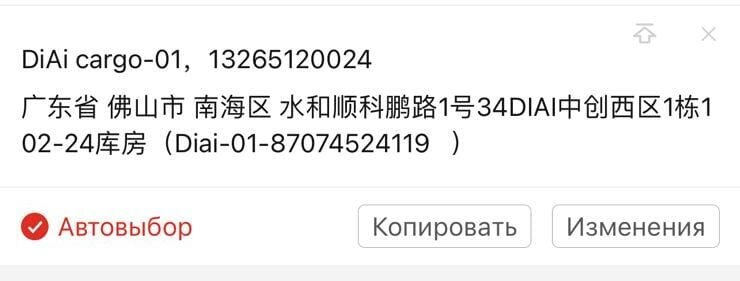 DiAi cargo-01，13265120024
广东省 佛山市 南海区 水和顺科鹏路1号34DIAI中创西区1栋1
02-24库房（Diai-01-87074524119 ）
Автовыбор Копировать Изменения